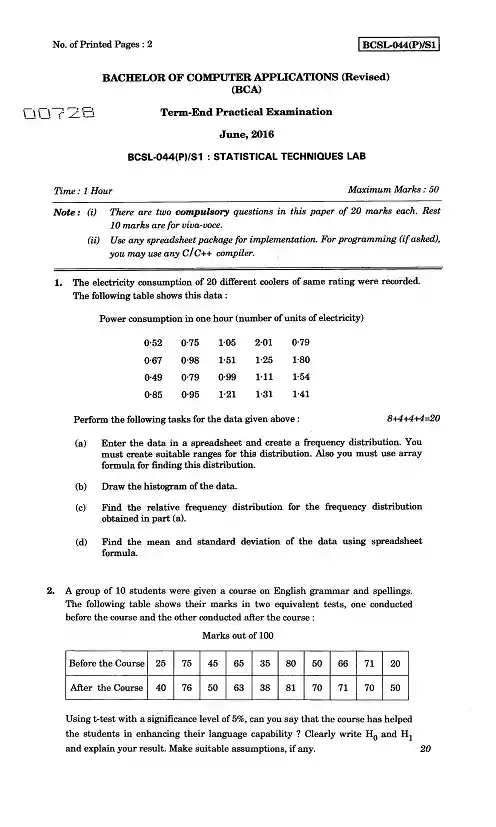 No. of Printed Pages : 2
BCSL-044(P)/S1
BACHELOR OF COMPUTER APPLICATIONS (Revised)
(BCA)
00728
Term-End Practical Examination
June, 2016
BCSL-044(P)/S1 : STATISTICAL TECHNIQUES LAB
Time : 1 Hour
Maximum Marks : 50
Note : (i) There are two compulsory questions in this paper of 20 marks each. Rest
10 marks are for viva-voce.
(ii) Use any spreadsheet package for implementation. For programming (if asked),
you may use any C/C++ compiler.
1. The electricity consumption of 20 different coolers of same rating were recorded.
The following table shows this data :
Power consumption in one hour (number of units of electricity)
0·52 0·75 1·05 2·01 0·79
0·67 0·98 1·51 1·25 1·80
0·49 0·79 0·99 1·11 1·54
0·85 0·95 1·21 1·31 1·41
Perform the following tasks for the data given above : 8+4+4+4=20
(a) Enter the data in a spreadsheet and create a frequency distribution. You
must create suitable ranges for this distribution. Also you must use array
formula for finding this distribution.
(b) Draw the histogram of the data.
(c) Find the relative frequency distribution for the frequency distribution
obtained in part (a).
(d) Find the mean and standard deviation of the data using spreadsheet
formula.
2. A group of 10 students were given a course on English grammar and spellings.
The following table shows their marks in two equivalent tests, one conducted
before the course and the other conducted after the course :
Marks out of 100
Before the Course 25 75 45 65 35 80 50 66 71 20
After the Course 40 76 50 63 38 81 70 71 70 50
Using t-test with a significance level of 5%, can you say that the course has helped
the students in enhancing their language capability ? Clearly write H0 and H1
and explain your result. Make suitable assumptions, if any. 20